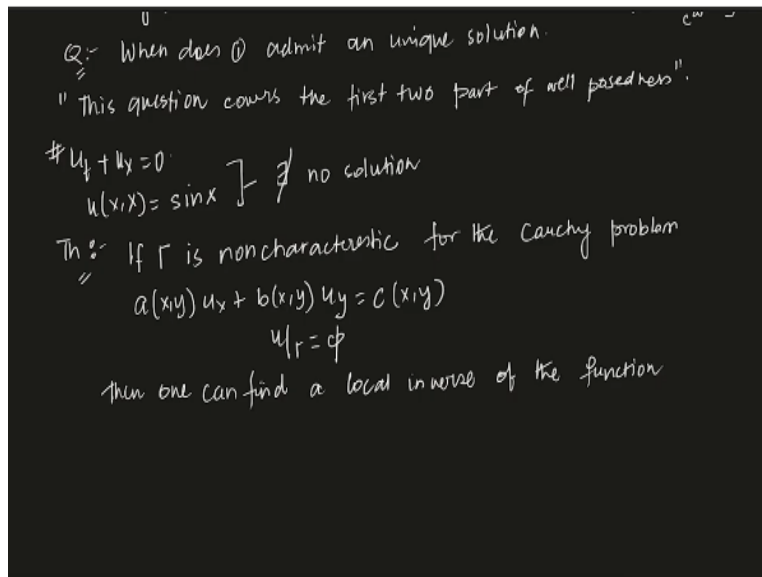 Q:- When does ① admit an unique solution.
" This question covers the first two part of well posedness".
# u_t + u_x = 0
u(x,x) = sinx ]- ∄ no solution
Th :- If Γ is noncharacteristic for the Cauchy problem
a(x,y) u_x + b(x,y) u_y = c(x,y)
u|_Γ = ϕ
then one can find a local inverse of the function